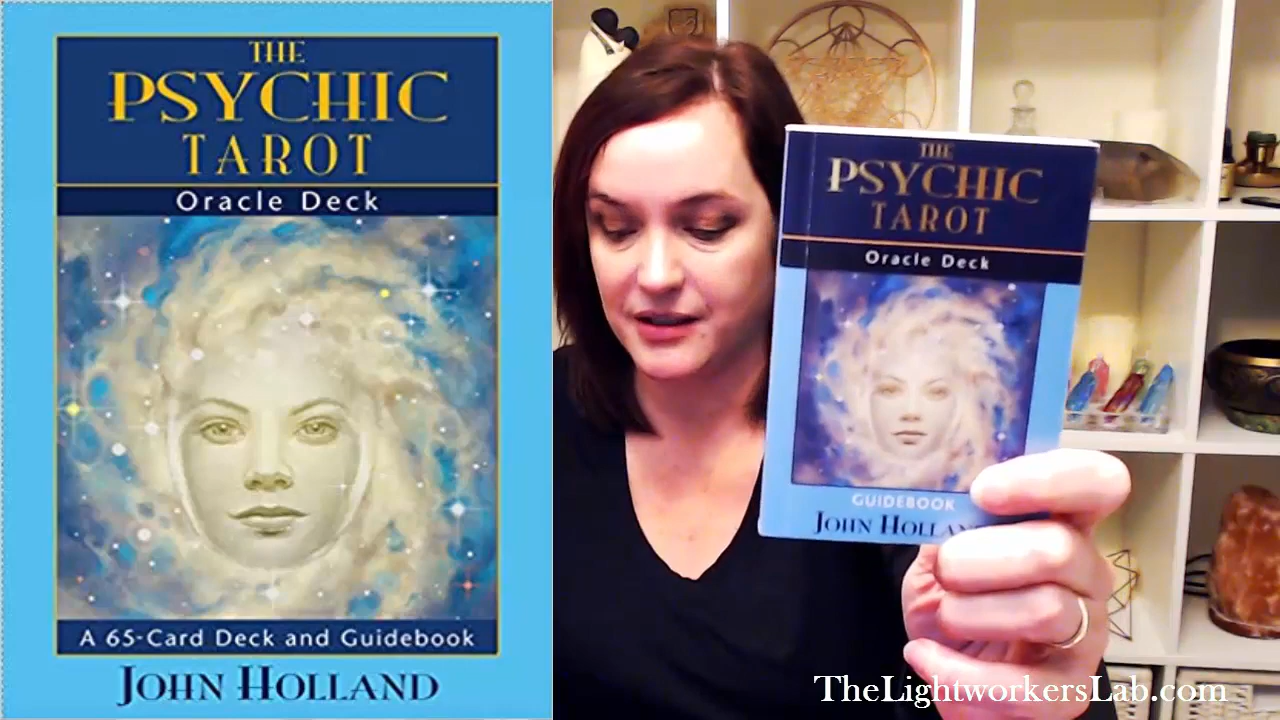 THE
PSYCHIC
TAROT
Oracle Deck
A 65-Card Deck and Guidebook
JOHN HOLLAND
THE
PSYCHIC
TAROT
Oracle Deck
GUIDEBOOK
JOHN HOLLAN
TheLightworkersLab.com